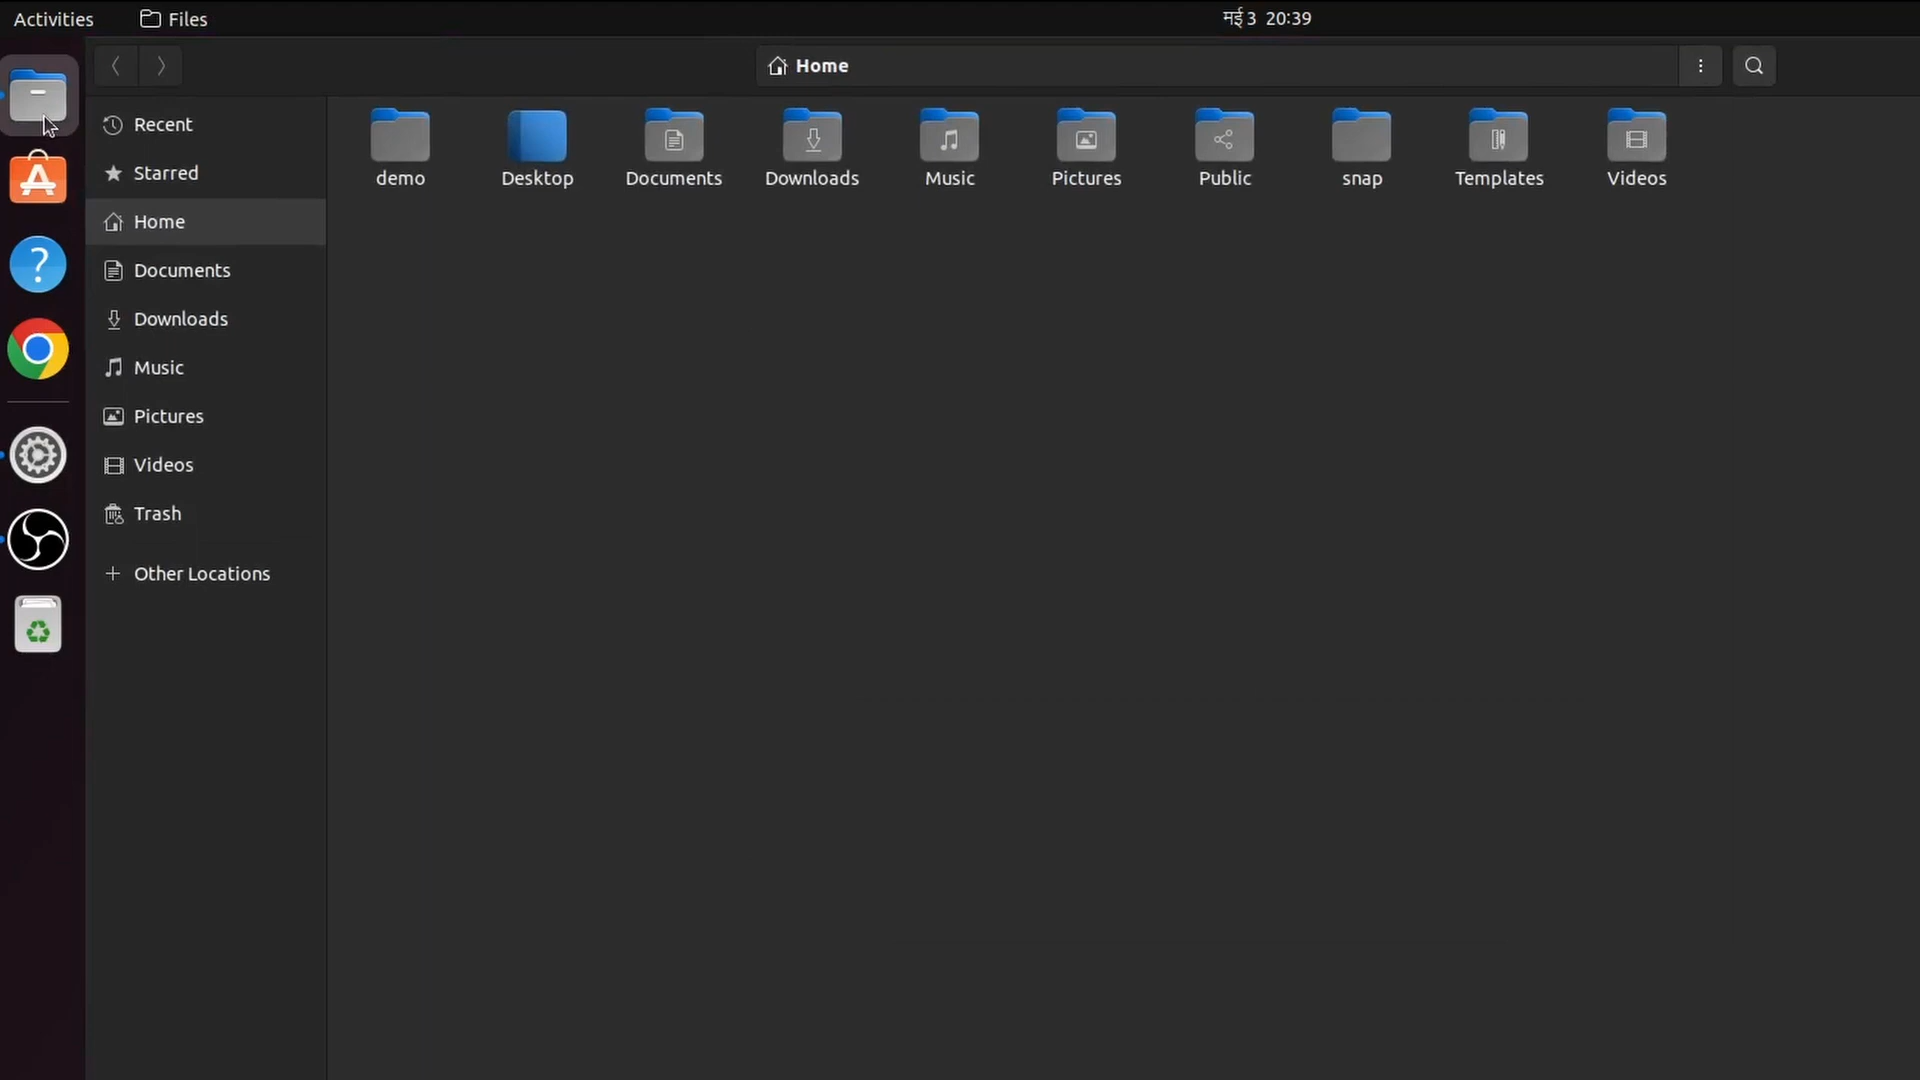 Activities
Files
मई 3 20:39
Home
Recent
Starred
Home
Documents
Downloads
Music
Pictures
Videos
Trash
Other Locations
demo
Desktop
Documents
Downloads
Music
Pictures
Public
snap
Templates
Videos